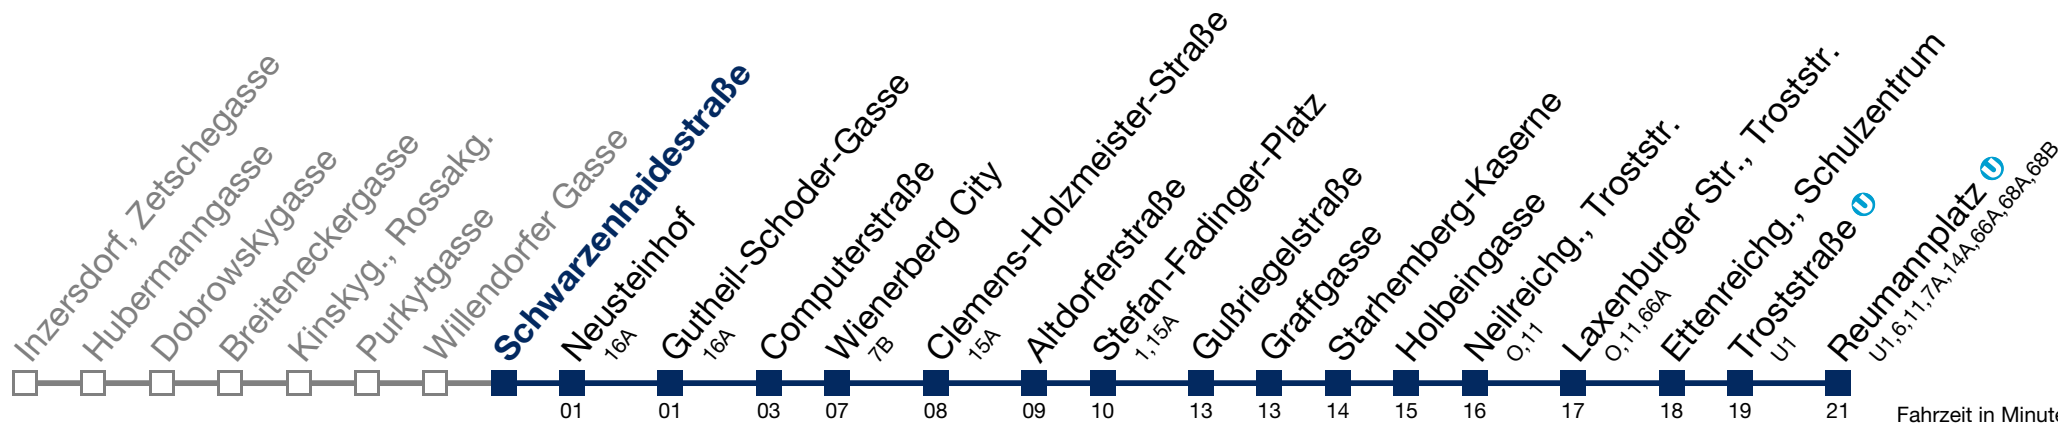 Inzersdorf, Zetschegasse
Hubermanngasse
Dobrowskygasse
Breiteneckergasse
Kinskyg., Rossakg.
Purkytgasse
Willendorfer Gasse
Schwarzenhaidestraße
Neusteinhof
16A
Gutheil-Schoder-Gasse
16A
Computerstraße
Wienerberg City
7B
Clemens-Holzmeister-Straße
15A
Altdorferstraße
Stefan-Fadinger-Platz
1,15A
Gußriegelstraße
Graffgasse
Starhemberg-Kaserne
Holbeingasse
Neilreichg., Troststr.
O,11
Laxenburger Str., Troststr.
O,11,66A
Ettenreichg., Schulzentrum
Troststraße U
U1
Reumannplatz U
U1,6,11,7A,14A,66A,68A,68B
01 01 03 07 08 09 10 13 13 14 15 16 17 18 19 21
Fahrzeit in Minute